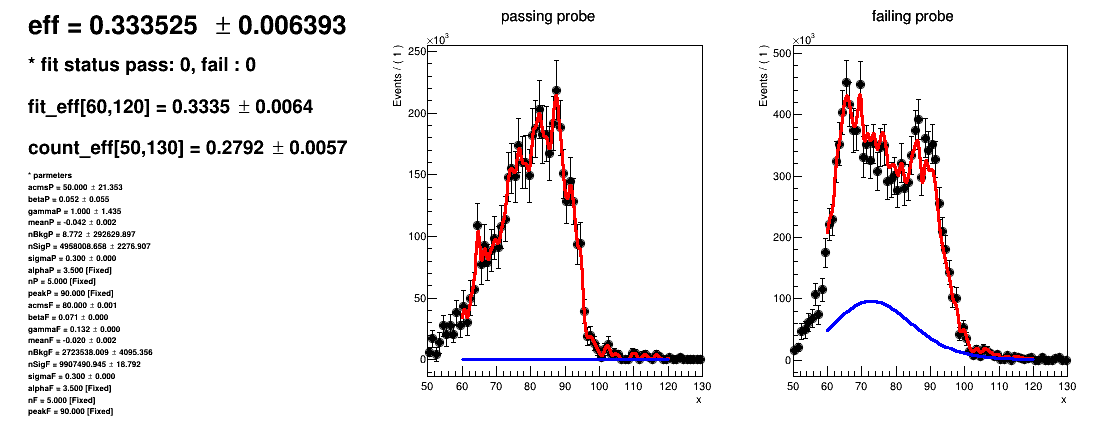 eff = 0.333525 ± 0.006393
* fit status pass: 0, fail : 0
fit_eff[60,120] = 0.3335 ± 0.0064
count_eff[50,130] = 0.2792 ± 0.0057
* parmeters
acmsP = 50.000 ± 21.353
betaP = 0.052 ± 0.055
gammaP = 1.000 ± 1.435
meanP = -0.042 ± 0.002
nBkgP = 8.772 ± 292629.897
nSigP = 4958008.658 ± 2276.907
sigmaP = 0.300 ± 0.000
alphaP = 3.500 [Fixed]
nP = 5.000 [Fixed]
peakP = 90.000 [Fixed]
acmsF = 80.000 ± 0.001
betaF = 0.071 ± 0.000
gammaF = 0.132 ± 0.000
meanF = -0.020 ± 0.002
nBkgF = 2723538.009 ± 4095.356
nSigF = 9907490.945 ± 18.792
sigmaF = 0.300 ± 0.000
alphaF = 3.500 [Fixed]
nF = 5.000 [Fixed]
peakF = 90.000 [Fixed]
passing probe
×10³
Events / ( 1 )
250
200
150
100
50
0
50 60 70 80 90 100 110 120 130
x
failing probe
×10³
Events / ( 1 )
500
400
300
200
100
0
50 60 70 80 90 100 110 120 130
x